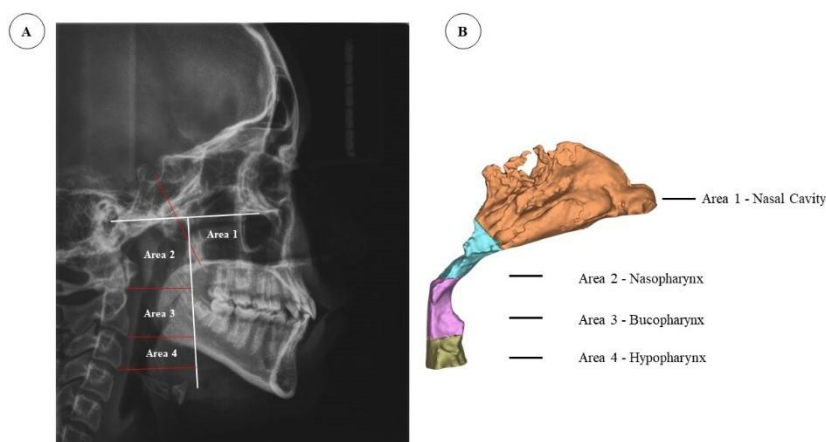 A
Area 1
Area 2
Area 3
Area 4
B
Area 1 - Nasal Cavity
Area 2 - Nasopharynx
Area 3 - Bucopharynx
Area 4 - Hypopharynx